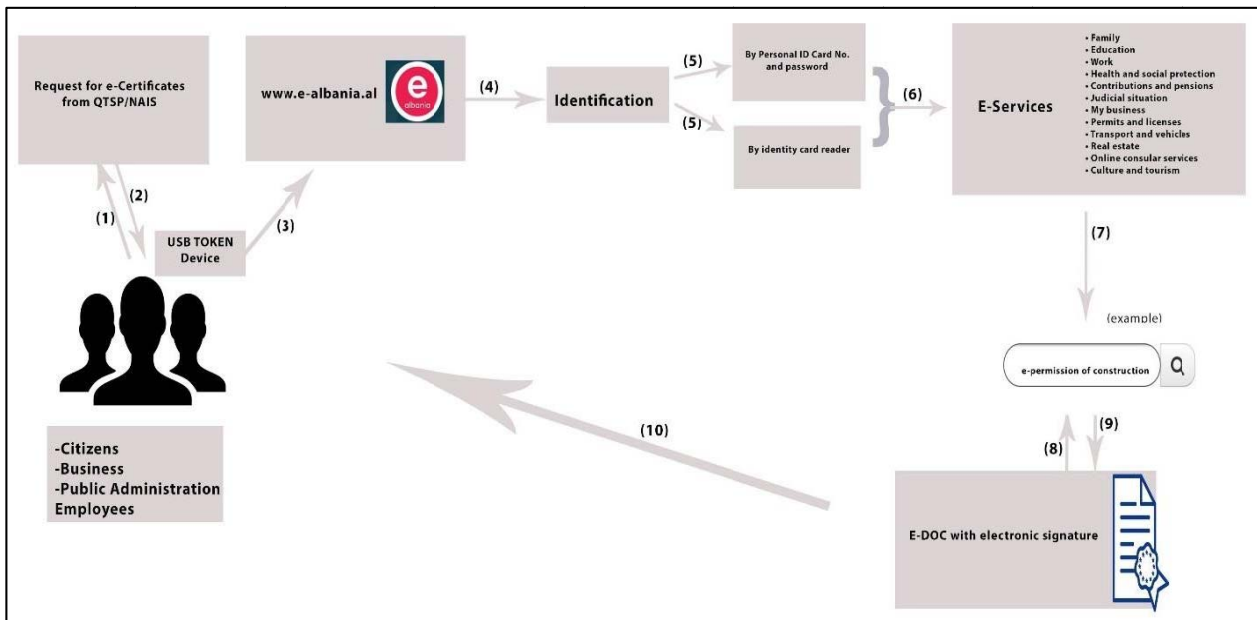 Request for e-Certificates
from QTSP/NAIS
(1)
(2)
USB TOKEN
Device
(3)
-Citizens
-Business
-Public Administration
Employees
www.e-albania.al
e
albania
(4)
Identification
(5)
(5)
By Personal ID Card No.
and password
By identity card reader
(6)
E-Services
• Family
• Education
• Work
• Health and social protection
• Contributions and pensions
• Judicial situation
• My business
• Permits and licenses
• Transport and vehicles
• Real estate
• Online consular services
• Culture and tourism
(7)
(example)
e-permission of construction
(8)
(9)
E-DOC with electronic signature
(10)